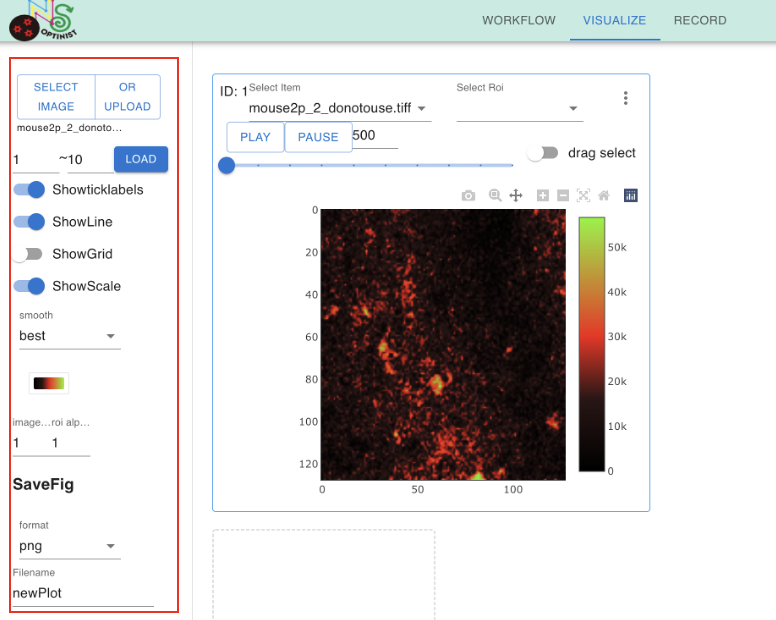 NS
OPTINIST
WORKFLOW VISUALIZE RECORD
SELECT IMAGE
OR UPLOAD
mouse2p_2_donoto...
1 ~10 LOAD
Showticklabels
ShowLine
ShowGrid
ShowScale
smooth
best
image... roi alp...
1 1
SaveFig
format
png
Filename
newPlot
ID: 1 Select Item Select Roi
mouse2p_2_donotouse.tiff
PLAY PAUSE 500
drag select
0
20
40
60
80
100
120
0 50 100
50k
40k
30k
20k
10k
0